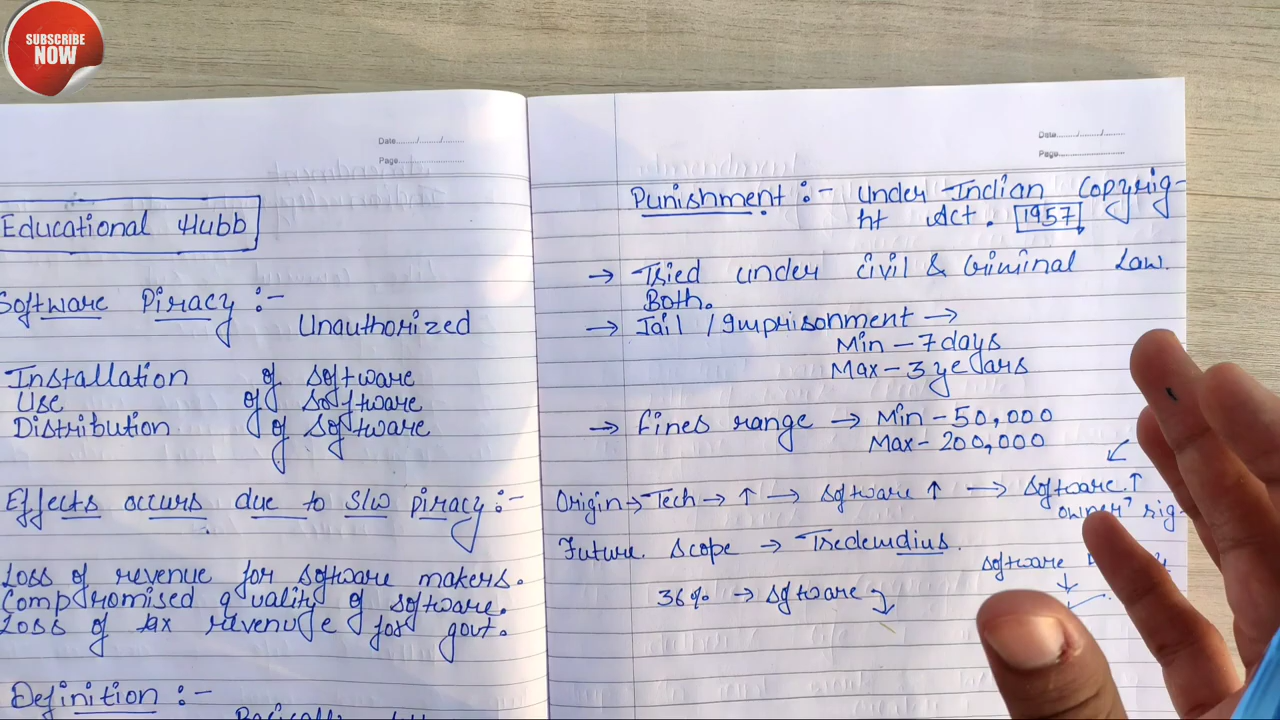 SUBSCRIBE
NOW
Date......./......./.......
Page.......................
Educational Hubb
Software Piracy :-
Unauthorized
Installation of software
Use of software
Distribution of software
Effects occurs due to S/W piracy :-
Loss of revenue for software makers.
Compromised quality of software.
Loss of tax revenue for govt.
Definition :-
Date......./......./.......
Page.......................
Punishment :- Under Indian Copyrig-
ht Act. 1957
→ Tried under civil & Criminal Law.
Both.
→ Jail / Imprisonment →
Min - 7 days
Max - 3 years
→ fines range → Min - 50,000
Max - 200,000
Origin → Tech → ↑ → Software ↑ → Software ↑
owner
Future Scope →
software
36% → Software